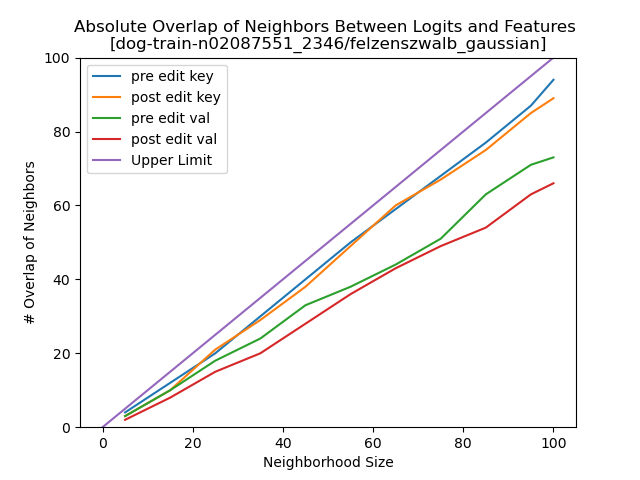 Absolute Overlap of Neighbors Between Logits and Features
[dog-train-n02087551_2346/felzenszwalb_gaussian]
pre edit key
post edit key
pre edit val
post edit val
Upper Limit
100
80
60
40
20
0
# Overlap of Neighbors
0 20 40 60 80 100
Neighborhood Size